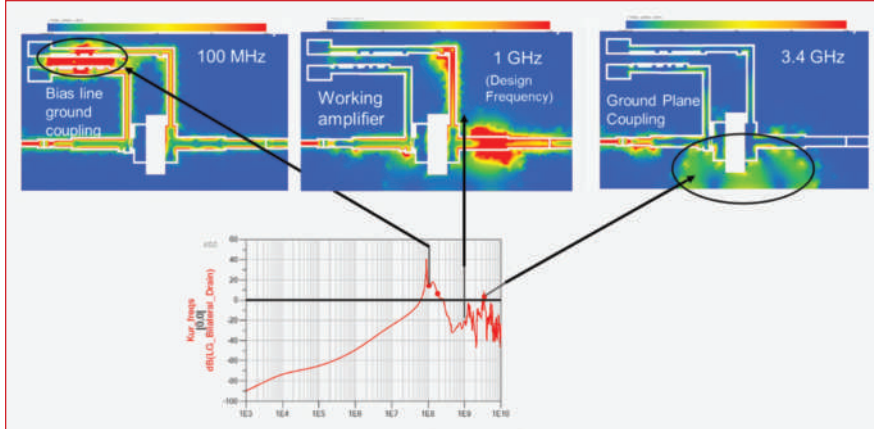 100 MHz
Bias line
ground
coupling
1 GHz
(Design
Frequency)
Working
amplifier
3.4 GHz
Ground Plane
Coupling
Kur_freqs
[0.0]
dB(LG_Bilateral_Drain)
60
40
20
0
-20
-40
-60
-80
-100
1E3
1E4
1E5
1E6
1E7
1E8
1E9
1E10